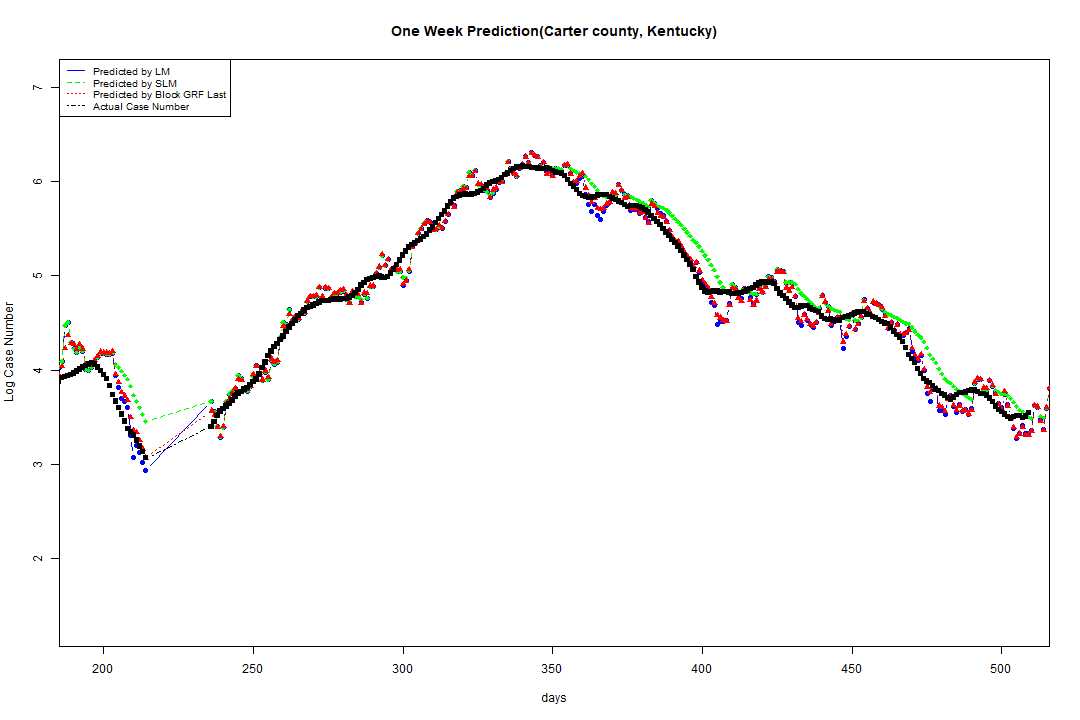 One Week Prediction(Carter county, Kentucky)
Predicted by LM
Predicted by SLM
Predicted by Block GRF Last
Actual Case Number
7
6
5
4
3
2
Log Case Number
200 250 300 350 400 450 500
days